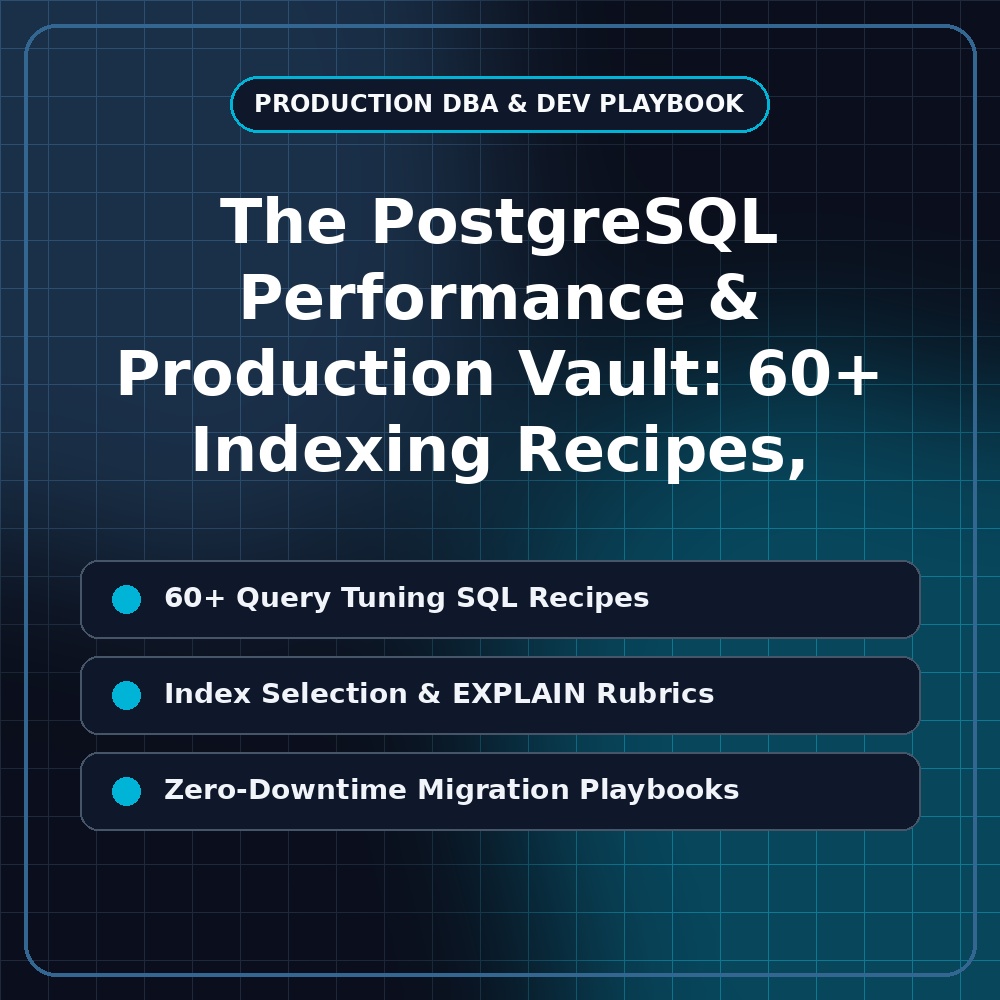 PRODUCTION DBA & DEV PLAYBOOK
The PostgreSQL
Performance &
Production Vault: 60+
Indexing Recipes,
60+ Query Tuning SQL Recipes
Index Selection & EXPLAIN Rubrics
Zero-Downtime Migration Playbooks